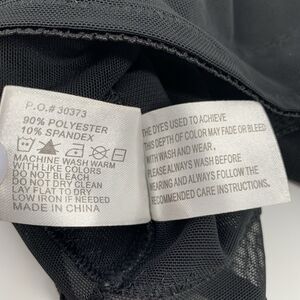 P.O.# 30373
90% POLYESTER
10% SPANDEX
MACHINE WASH WARM
WITH LIKE COLORS
DO NOT BLEACH
DO NOT DRY CLEAN
LAY FLAT TO DRY
LOW IRON IF NEEDED
MADE IN CHINA
THE DYES USED TO ACHIEVE
THIS DEPTH OF COLOR MAY FADE OR BLEED
WITH WASH AND WEAR.
PLEASE ALWAYS WASH BEFORE
WEARING AND ALWAYS FOLLOW THE
RECOMMENDED CARE INSTRUCTIONS.